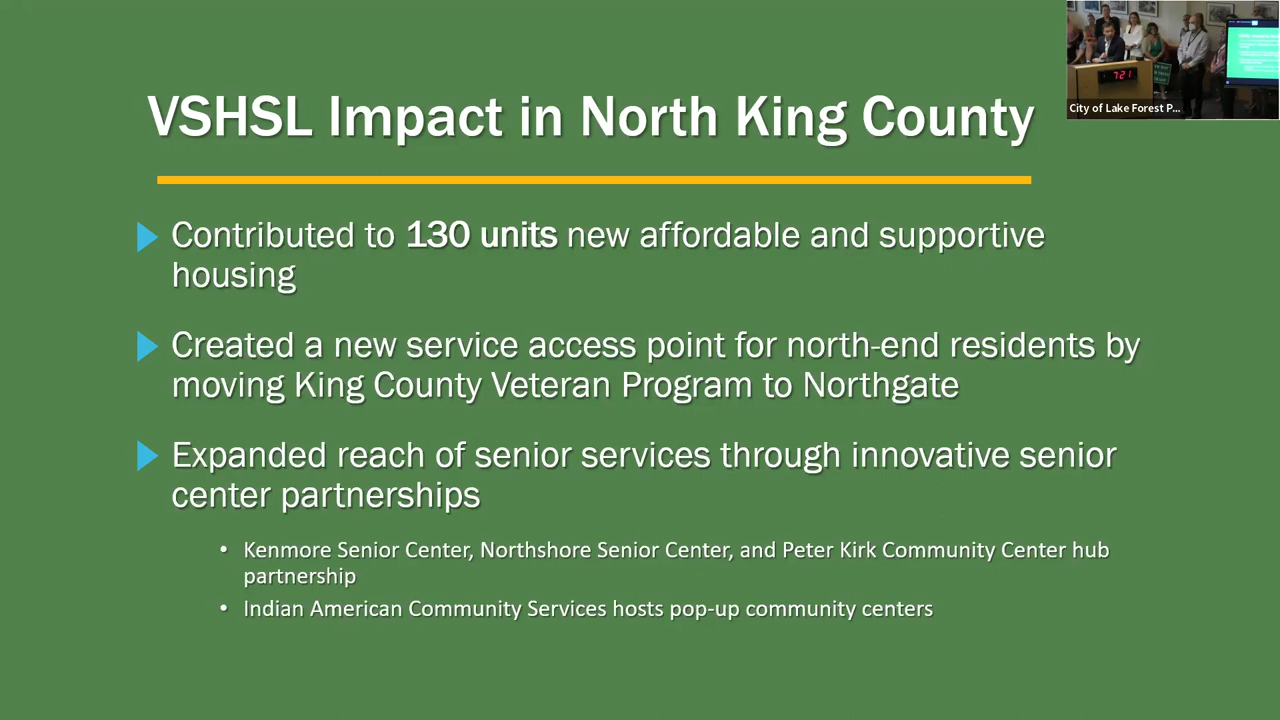 VSHSL Impact in North King County
7:21
City of Lake Forest P...
Contributed to 130 units new affordable and supportive
housing
Created a new service access point for north-end residents by
moving King County Veteran Program to Northgate
Expanded reach of senior services through innovative senior
center partnerships
• Kenmore Senior Center, Northshore Senior Center, and Peter Kirk Community Center hub
partnership
• Indian American Community Services hosts pop-up community centers